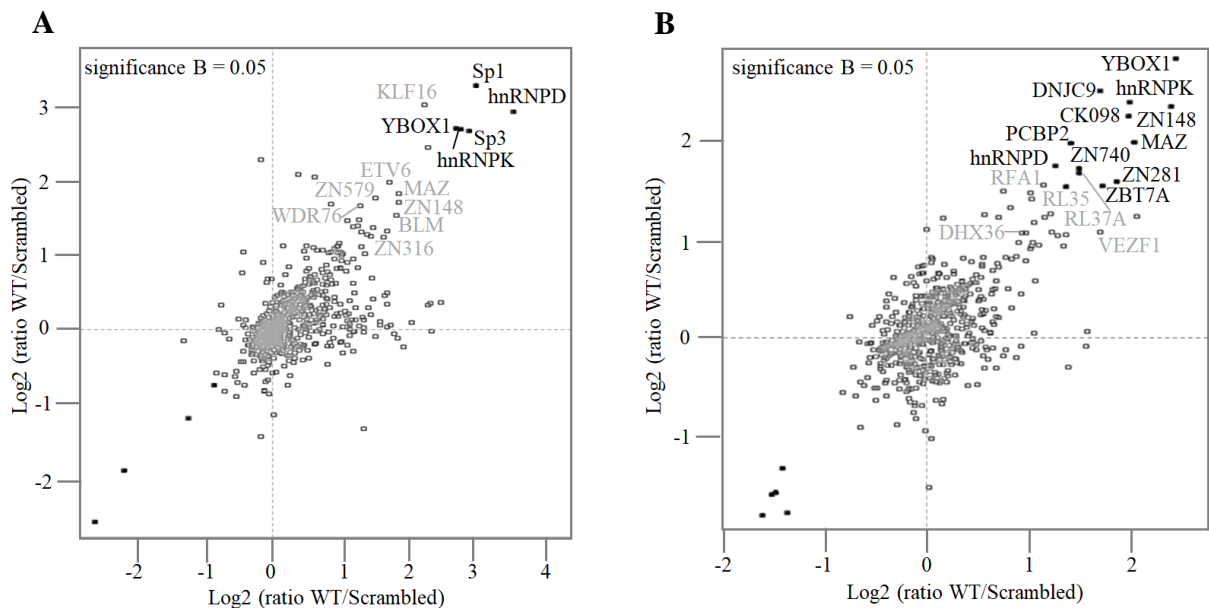 A
significance B = 0.05
Sp1
KLF16
hnRNPD
YBOX1
Sp3
hnRNPK
ETV6
ZN579
MAZ
WDR76
ZN148
BLM
ZN316
3
2
1
0
-1
-2
Log2 (ratio WT/Scrambled)
-2
-1
0
1
2
3
4
Log2 (ratio WT/Scrambled)
B
significance B = 0.05
YBOX1
DNJC9
hnRNPK
CK098
ZN148
PCBP2
MAZ
hnRNPD
ZN740
RFA1
ZN281
RL35
ZBT7A
RL37A
DHX36
VEZF1
2
1
0
-1
Log2 (ratio WT/Scrambled)
-2
-1
0
1
2
Log2 (ratio WT/Scrambled)